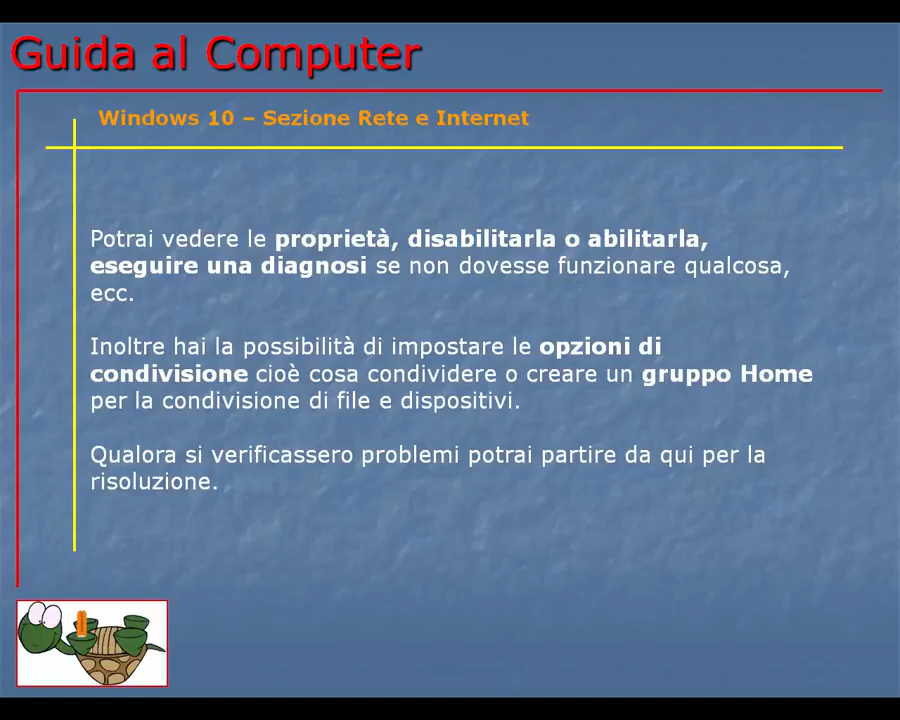 Guida al Computer
Windows 10 – Sezione Rete e Internet
Potrai vedere le proprietà, disabilitarla o abilitarla,
eseguire una diagnosi se non dovesse funzionare qualcosa,
ecc.
Inoltre hai la possibilità di impostare le opzioni di
condivisione cioè cosa condividere o creare un gruppo Home
per la condivisione di file e dispositivi.
Qualora si verificassero problemi potrai partire da qui per la
risoluzione.